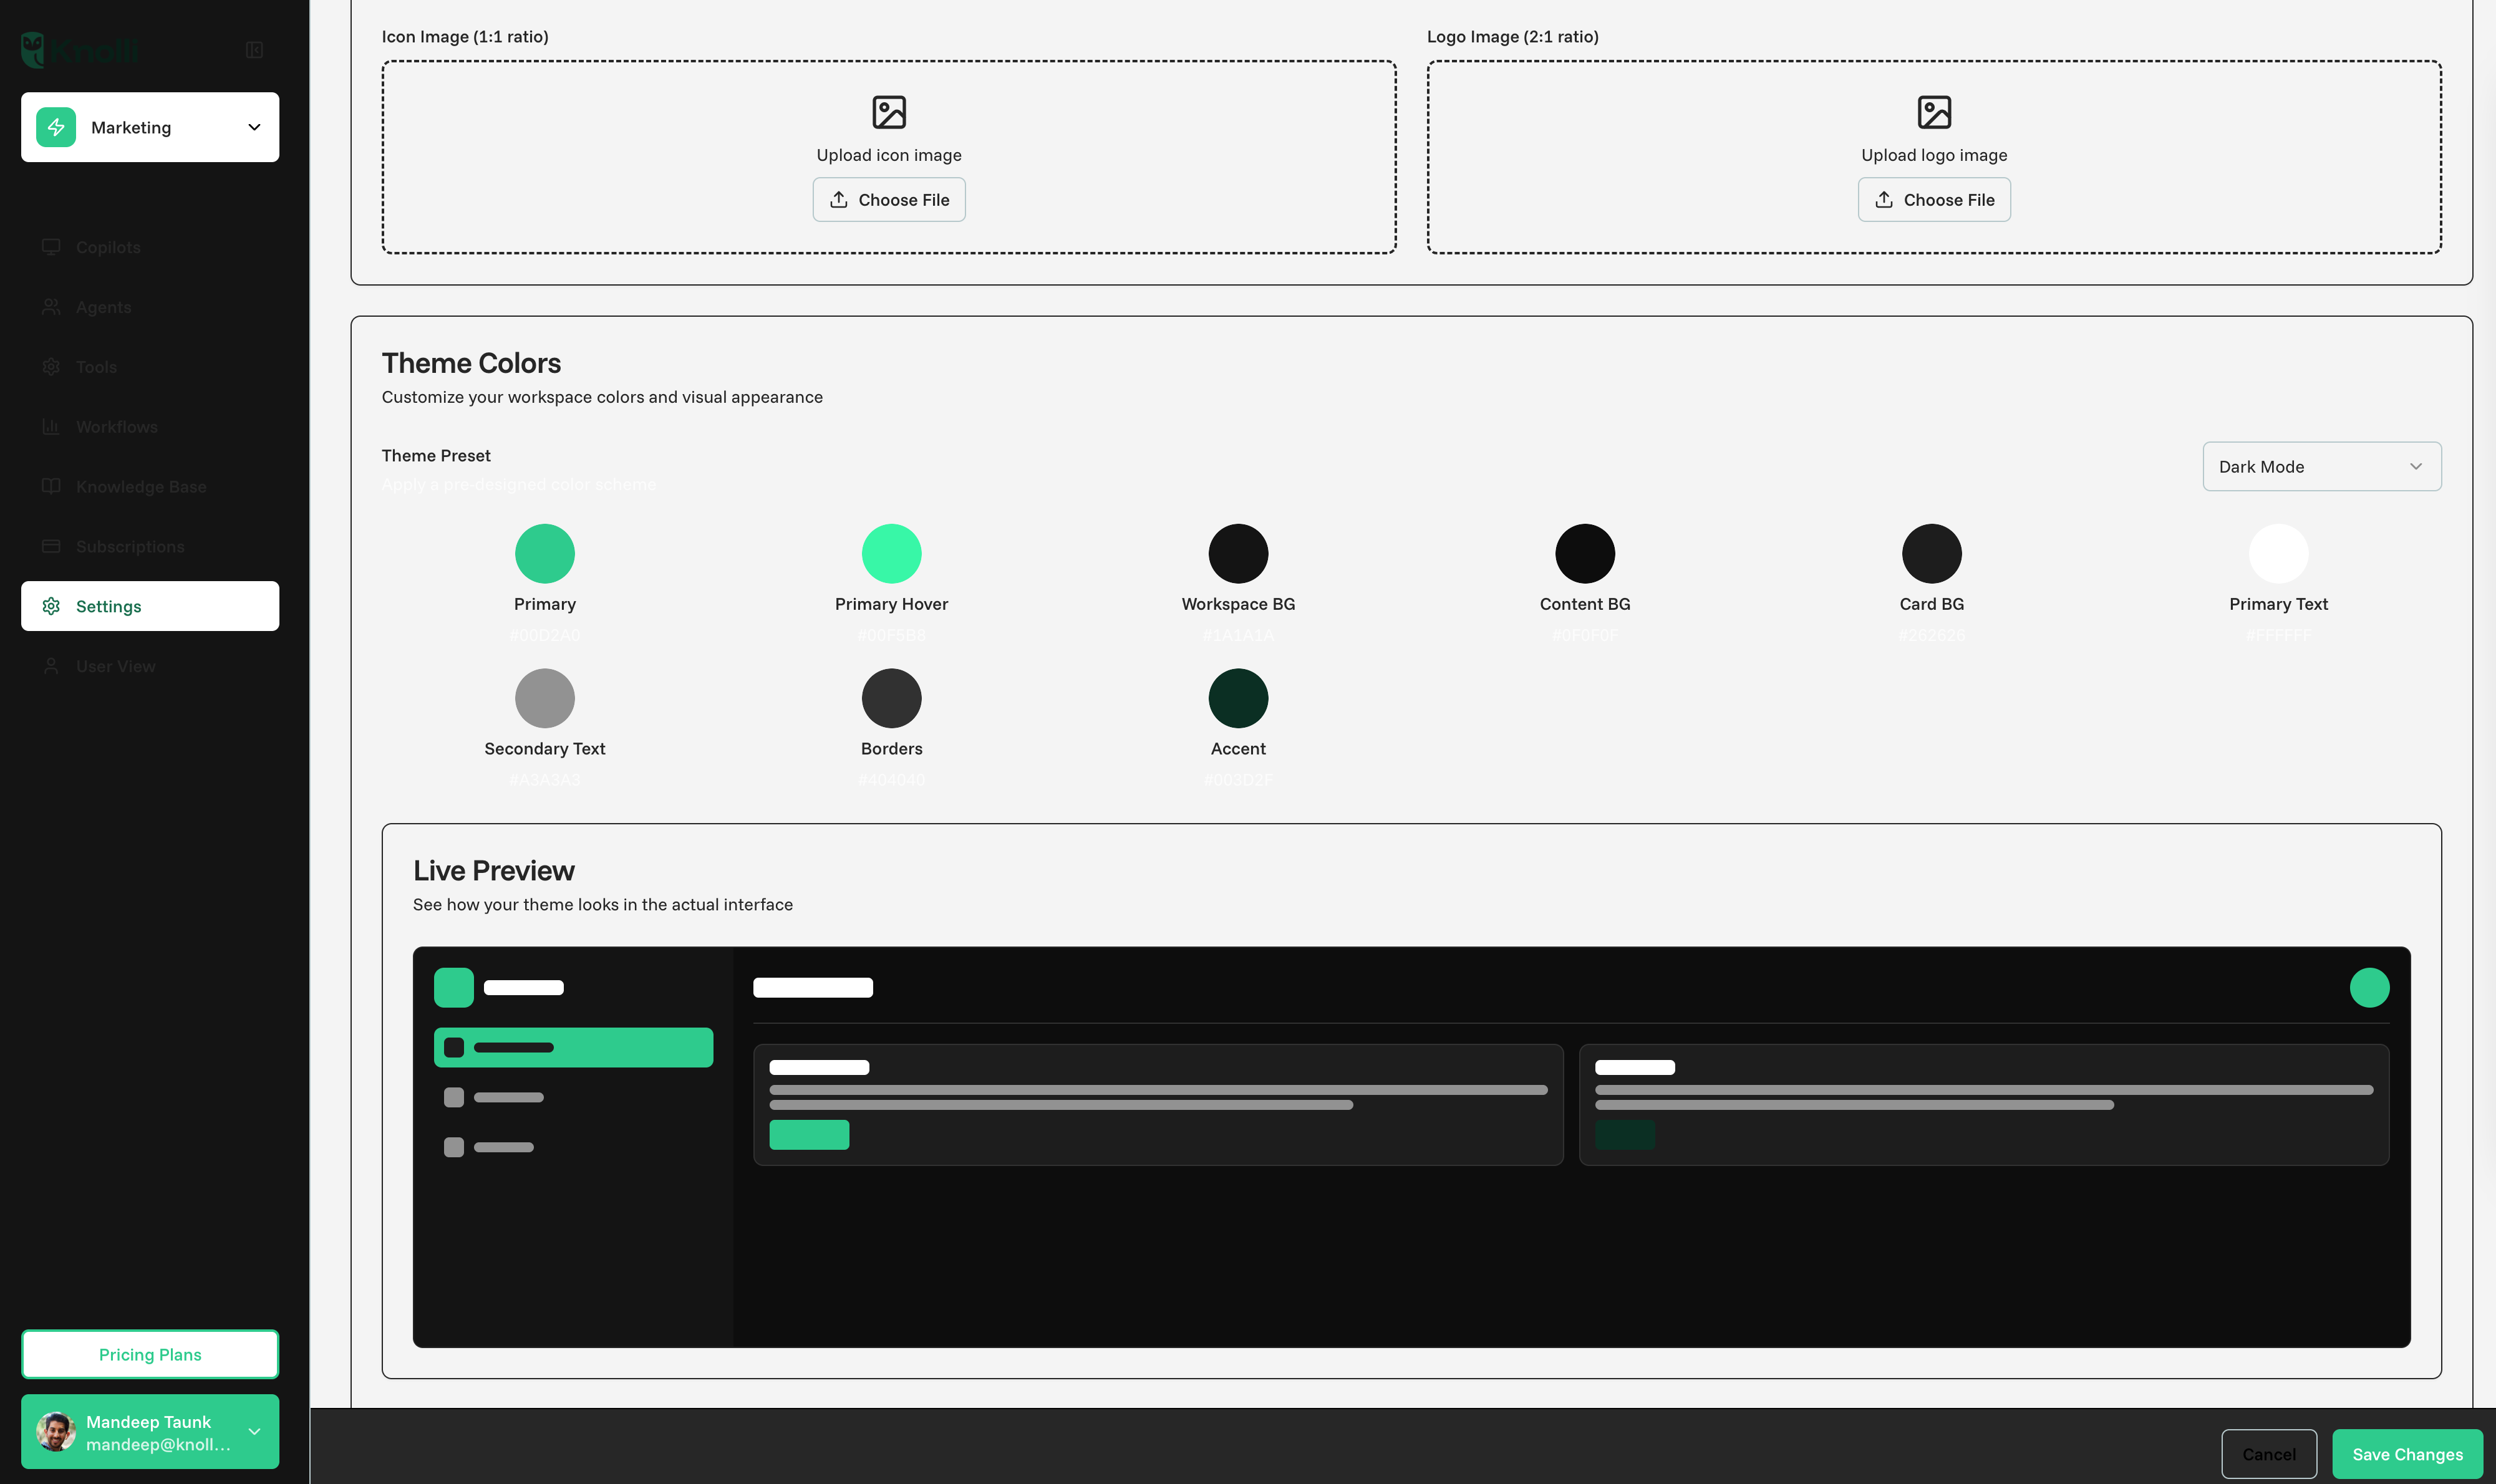 Knolli
Marketing
Copilots
Agents
Tools
Workflows
Knowledge Base
Subscriptions
Settings
User View
Pricing Plans
Mandeep Taunk
mandeep@knoll...
Icon Image (1:1 ratio)
Upload icon image
Choose File
Logo Image (2:1 ratio)
Upload logo image
Choose File
Theme Colors
Customize your workspace colors and visual appearance
Theme Preset
Apply a pre-designed color scheme
Dark Mode
Primary
#00D2A0
Primary Hover
#00F5B8
Workspace BG
#1A1A1A
Content BG
#0F0F0F
Card BG
#262626
Primary Text
#FFFFFF
Secondary Text
#A3A3A3
Borders
#404040
Accent
#003D2F
Live Preview
See how your theme looks in the actual interface
Cancel
Save Changes